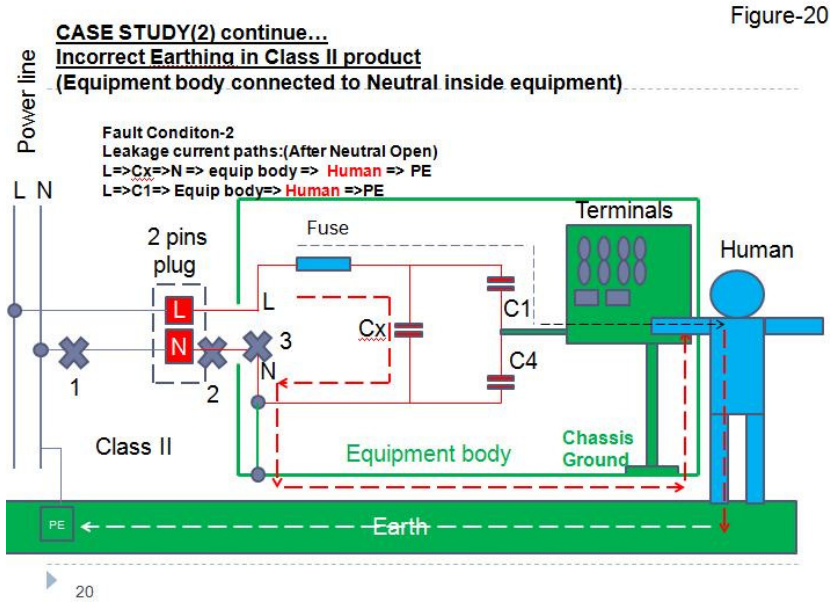 Figure-20
CASE STUDY(2) continue…
Incorrect Earthing in Class II product
(Equipment body connected to Neutral inside equipment)
Power line
Fault Conditon-2
Leakage current paths:(After Neutral Open)
L=>Cx=>N => equip body => Human => PE
L=>C1=> Equip body=> Human =>PE
L N
2 pins
plug
Fuse
Terminals
Human
L
L
C1
Cx
N
3
N
C4
1
2
Class II
Equipment body
Chassis
Ground
PE
Earth
20